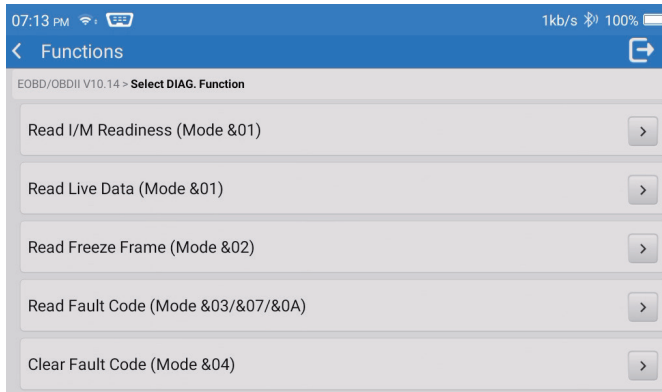 07:13 PM 1kb/s 100%
Functions
EOBD/OBDII V10.14 > Select DIAG. Function
Read I/M Readiness (Mode &01)
Read Live Data (Mode &01)
Read Freeze Frame (Mode &02)
Read Fault Code (Mode &03/&07/&0A)
Clear Fault Code (Mode &04)